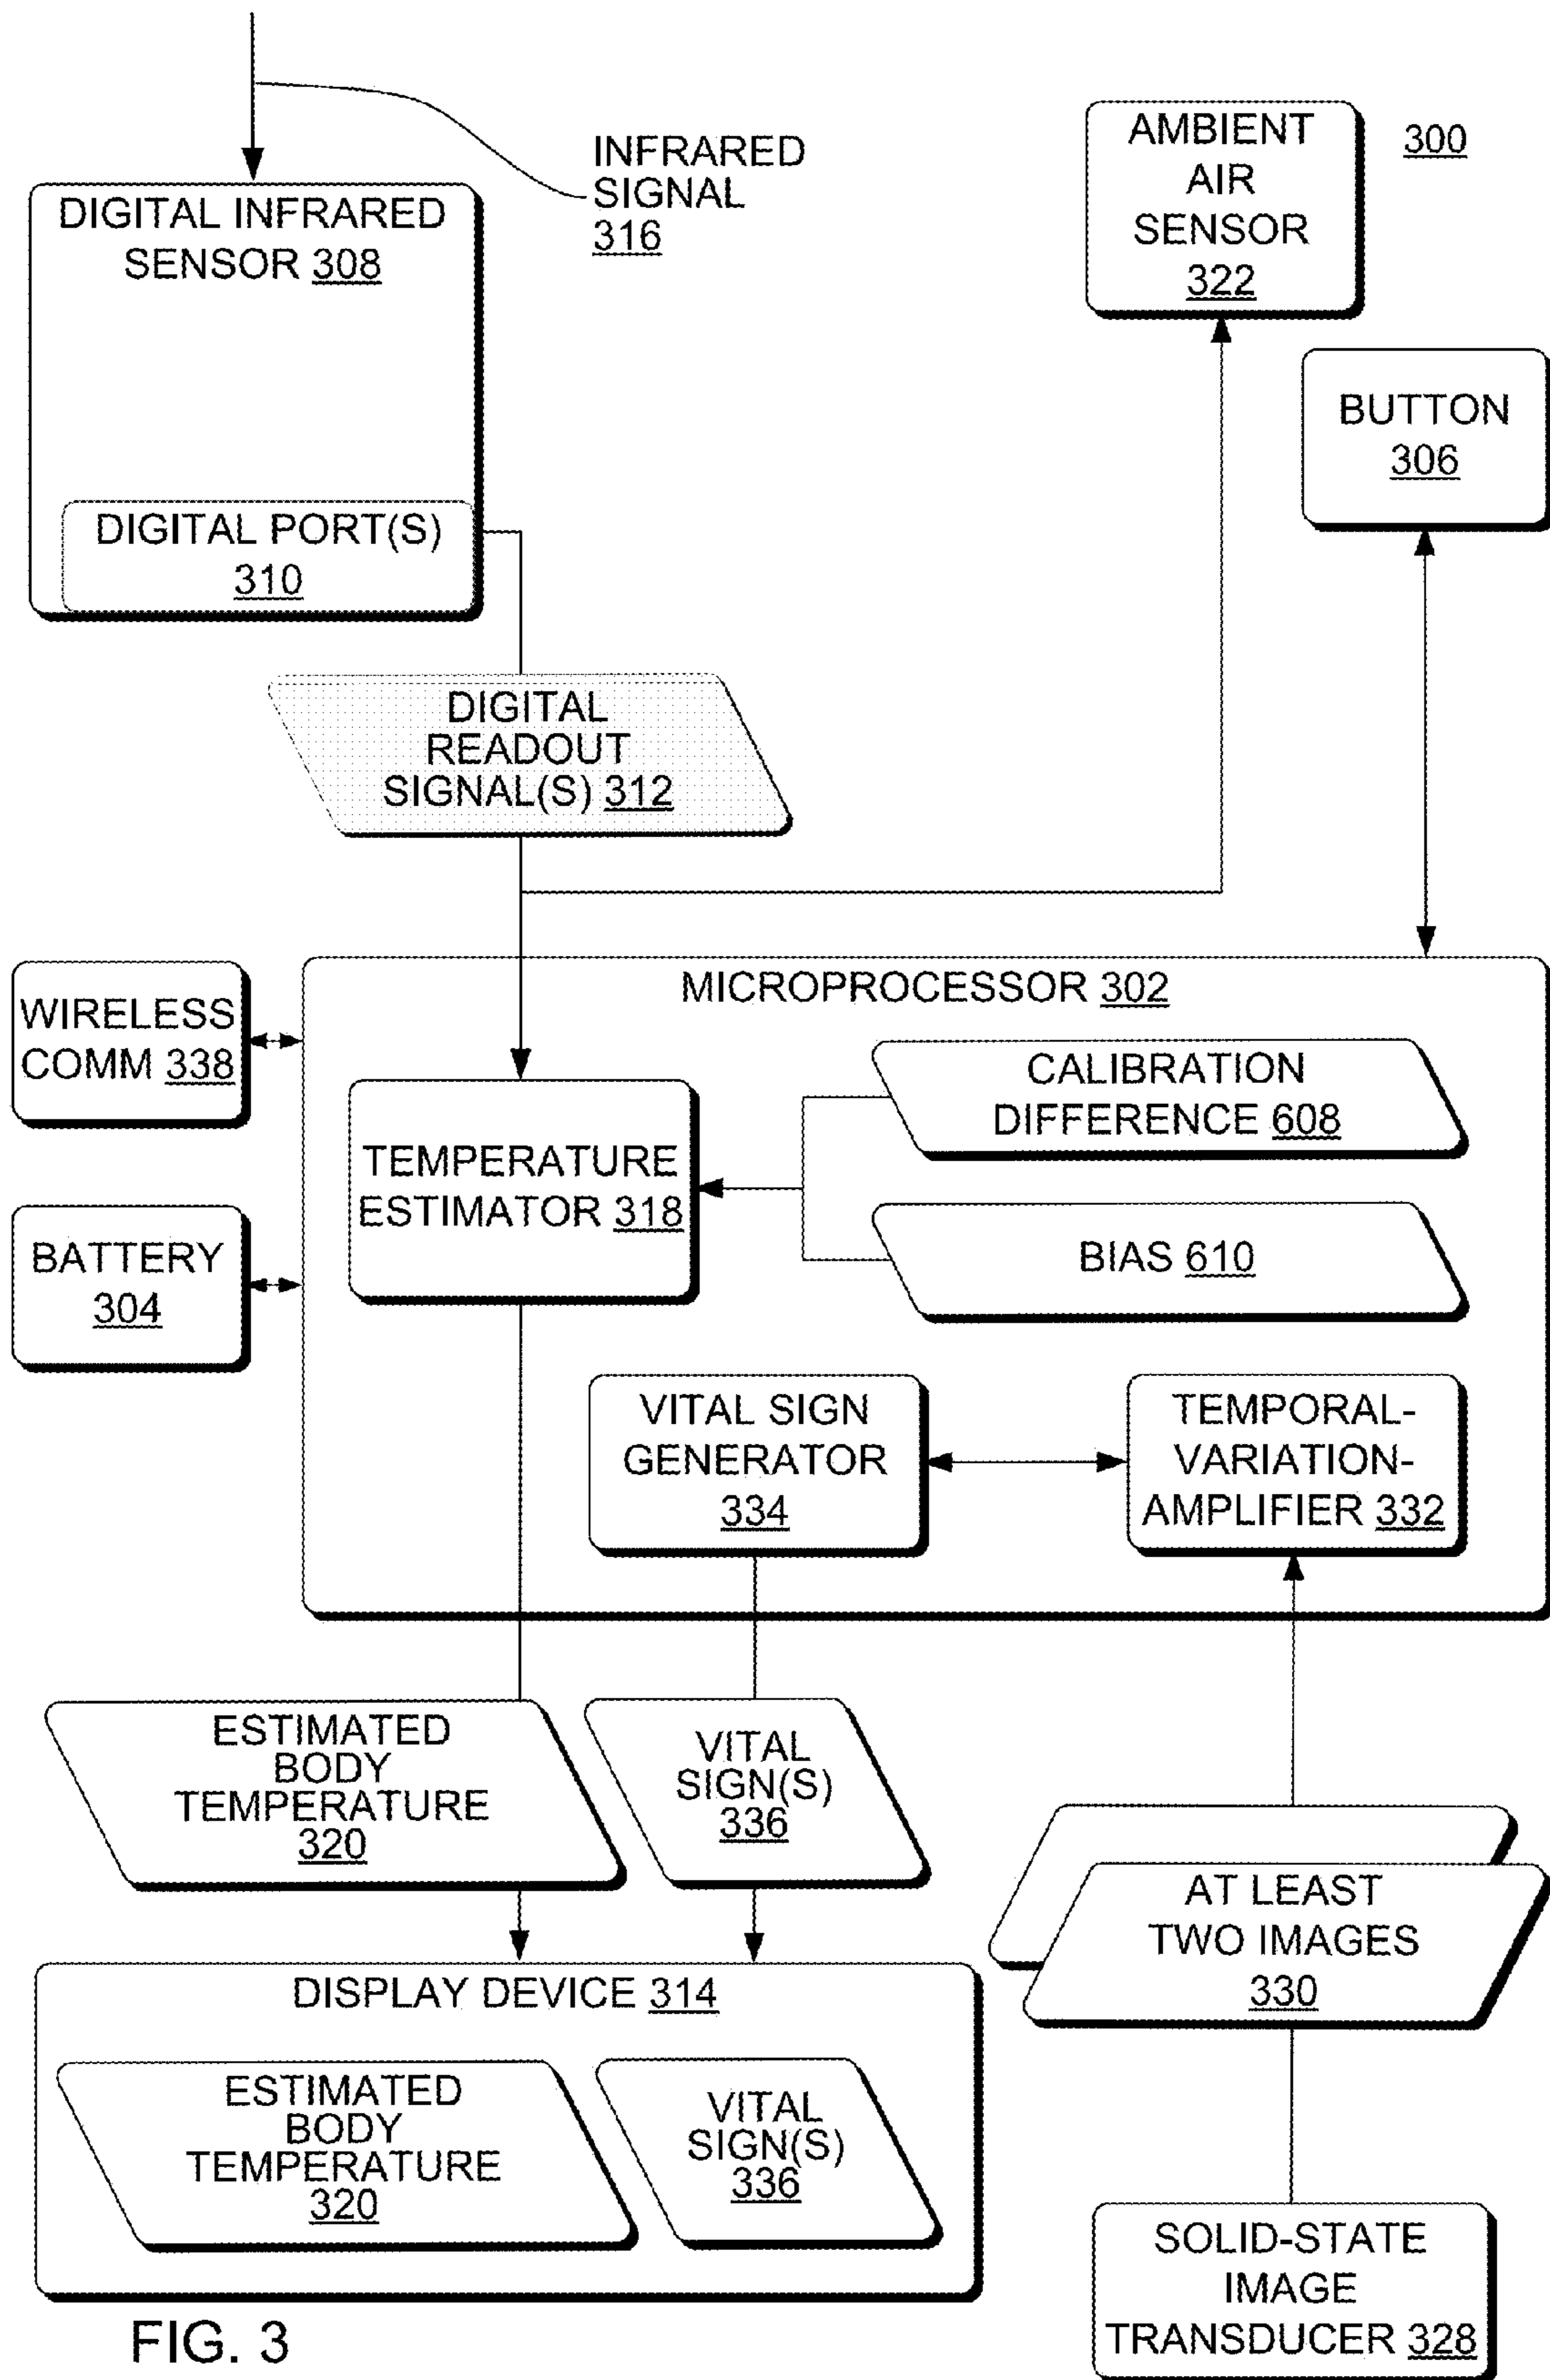 INFRARED
SIGNAL
316
AMBIENT
AIR
SENSOR
322
300
DIGITAL INFRARED
SENSOR 308
BUTTON
306
DIGITAL PORT(S)
310
DIGITAL
READOUT
SIGNAL(S) 312
MICROPROCESSOR 302
WIRELESS
COMM 338
CALIBRATION
DIFFERENCE 608
TEMPERATURE
ESTIMATOR 318
BIAS 610
BATTERY
304
VITAL SIGN
GENERATOR
334
TEMPORAL-
VARIATION-
AMPLIFIER 332
ESTIMATED
BODY
TEMPERATURE
320
VITAL
SIGN(S)
336
AT LEAST
TWO IMAGES
330
DISPLAY DEVICE 314
ESTIMATED
BODY
TEMPERATURE
320
VITAL
SIGN(S)
336
SOLID-STATE
IMAGE
TRANSDUCER 328
FIG. 3